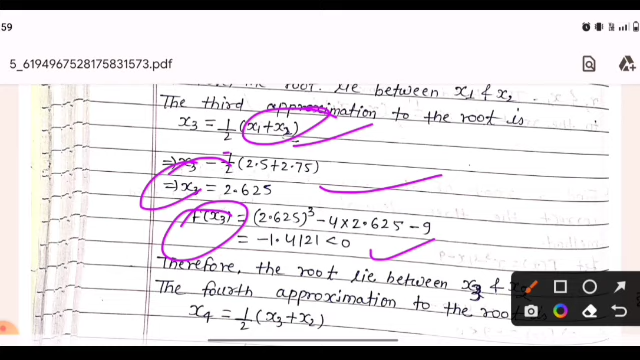 59
5_6194967528175831573.pdf
the root lie between x1 & x2
The third approximation to the root is
x3 = 1/2 (x1+x2)
⇒ x3 = 1/2 (2.5+2.75)
⇒ x3 = 2.625
f(x3) = (2.625)³ - 4×2.625 - 9
= -1.4121 < 0
Therefore, the root lie between x3 &
The fourth approximation to the root
x4 = 1/2 (x3+x2)